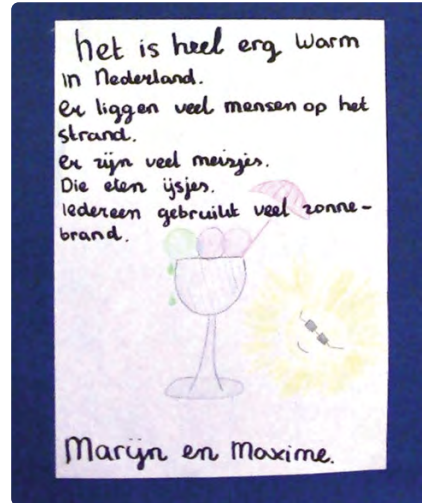 het is heel erg warm
in Nederland.
er liggen veel mensen op het
strand.
er zijn veel meisjes.
Die eten ijsjes.
Iedereen gebruikt veel zonne-
brand.
Marijn en Maxime.